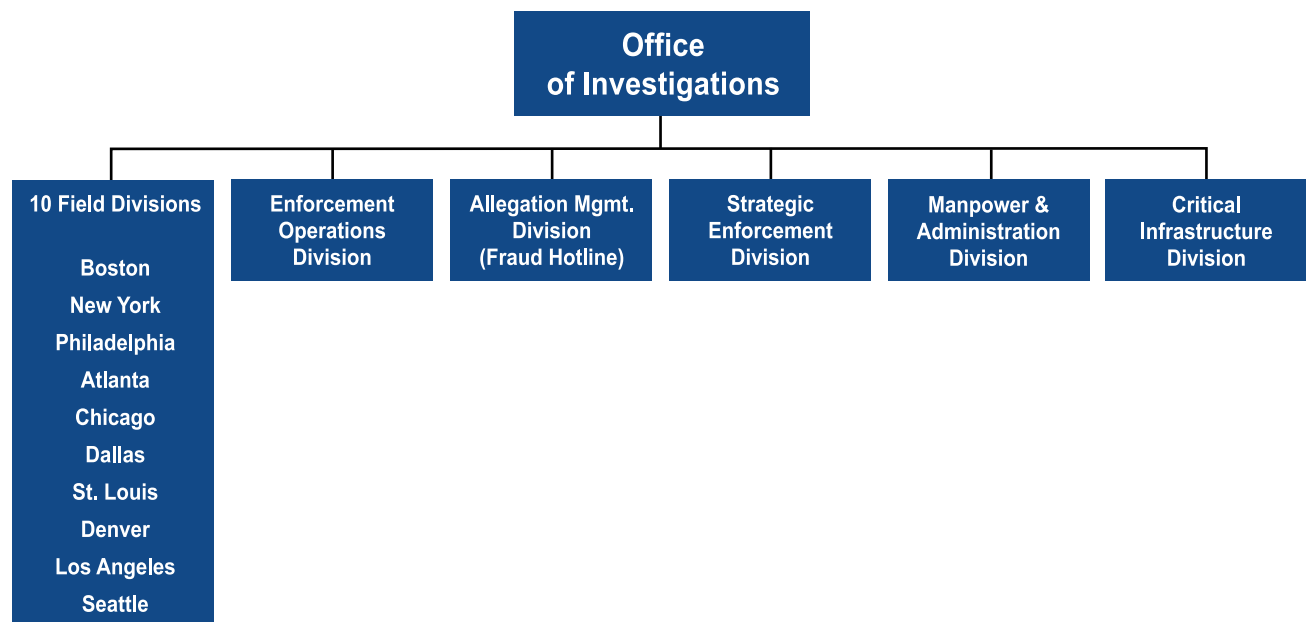 Office
of Investigations
10 Field Divisions
Boston
New York
Philadelphia
Atlanta
Chicago
Dallas
St. Louis
Denver
Los Angeles
Seattle
Enforcement
Operations
Division
Allegation Mgmt.
Division
(Fraud Hotline)
Strategic
Enforcement
Division
Manpower &
Administration
Division
Critical
Infrastructure
Division